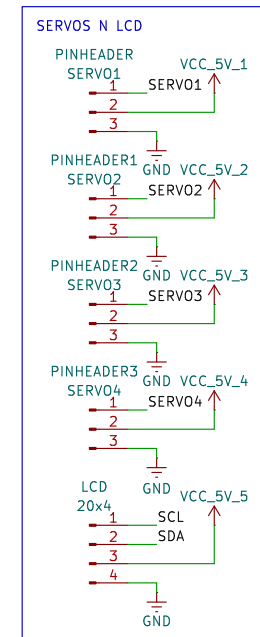 SERVOS N LCD
PINHEADER
SERVO1
VCC_5V_1
1 SERVO1
2
3
GND
PINHEADER1
SERVO2
VCC_5V_2
1 SERVO2
2
3
GND
PINHEADER2
SERVO3
VCC_5V_3
1 SERVO3
2
3
GND
PINHEADER3
SERVO4
VCC_5V_4
1 SERVO4
2
3
GND
LCD
20x4
VCC_5V_5
1 SCL
2 SDA
3
4
GND